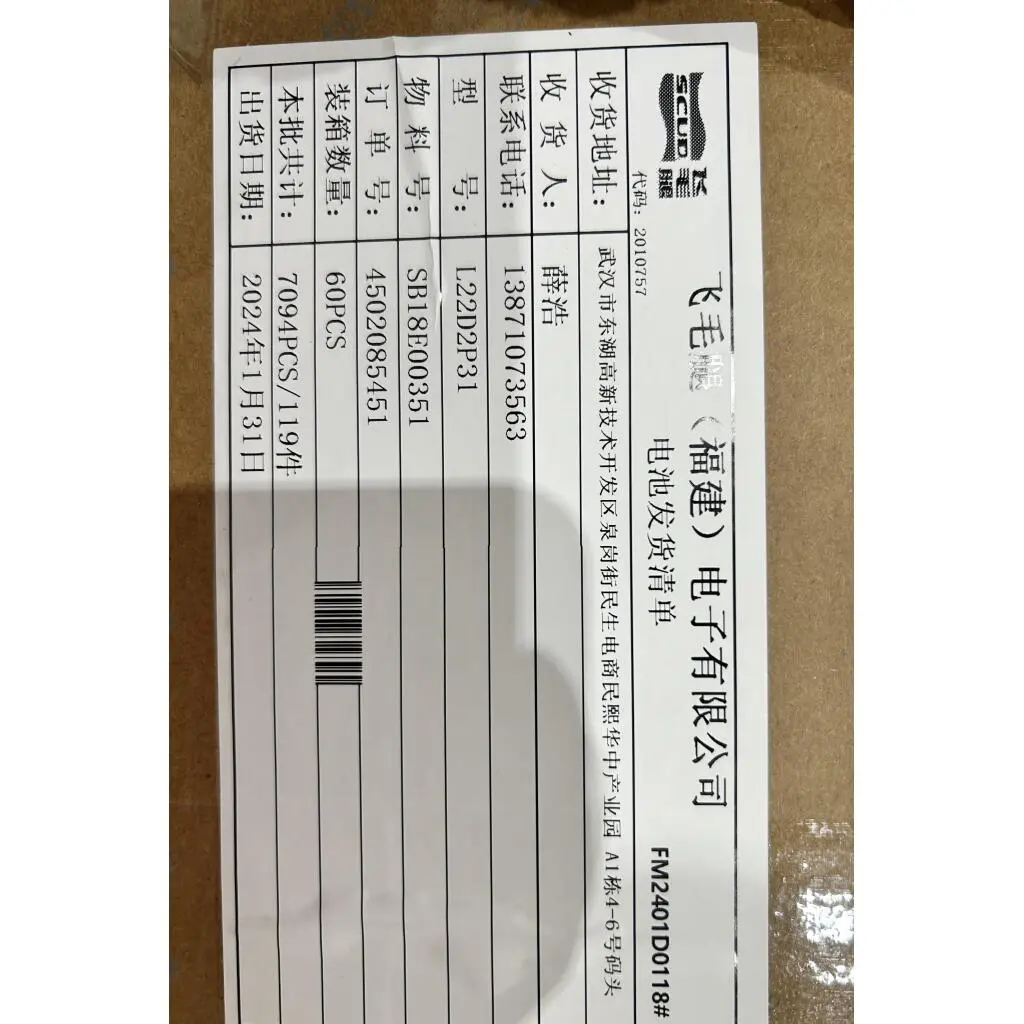 SCUD 飞毛腿
飞毛腿（福建）电子有限公司
代码：2010757
电池发货清单
FM2401D0118#
收货地址： 武汉市东湖高新技术开发区泉岗街民生电商民熙华中产业园 A1栋4-6号码头
收 货 人： 薛浩
联系电话： 13871073563
型 号： L22D2P31
物 料 号： SB18E00351
订 单 号： 4502085451
装箱数量： 60PCS
本批共计： 7094PCS/119件
出货日期： 2024年1月31日